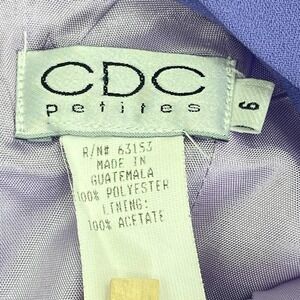 CDC
petites
6
R/N# 63153
MADE IN
GUATEMALA
100% POLYESTER
LINING:
100% ACETATE